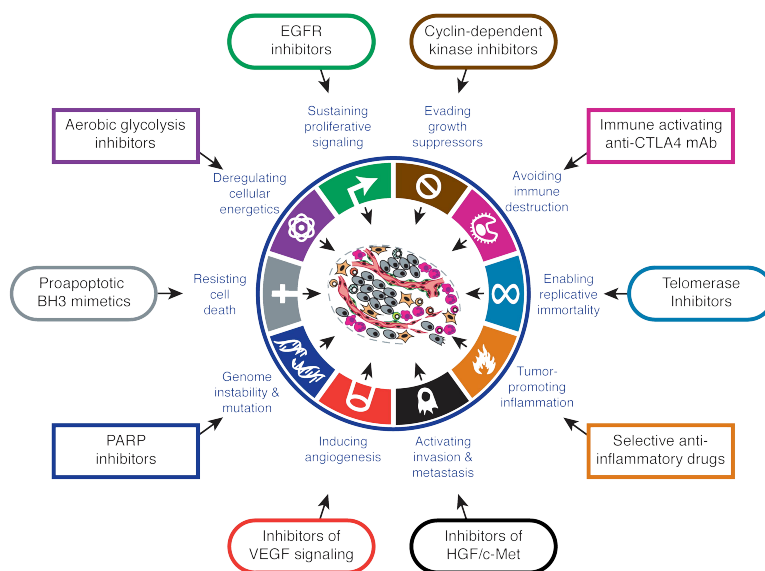 EGFR
inhibitors
Cyclin-dependent
kinase inhibitors
Sustaining
proliferative
signaling
Evading
growth
suppressors
Aerobic glycolysis
inhibitors
Immune activating
anti-CTLA4 mAb
Deregulating
cellular
energetics
Avoiding
immune
destruction
Proapoptotic
BH3 mimetics
Resisting
cell
death
Enabling
replicative
immortality
Telomerase
Inhibitors
Genome
instability &
mutation
Tumor-
promoting
inflammation
PARP
inhibitors
Inducing
angiogenesis
Activating
invasion &
metastasis
Selective anti-
inflammatory drugs
Inhibitors of
VEGF signaling
Inhibitors of
HGF/c-Met